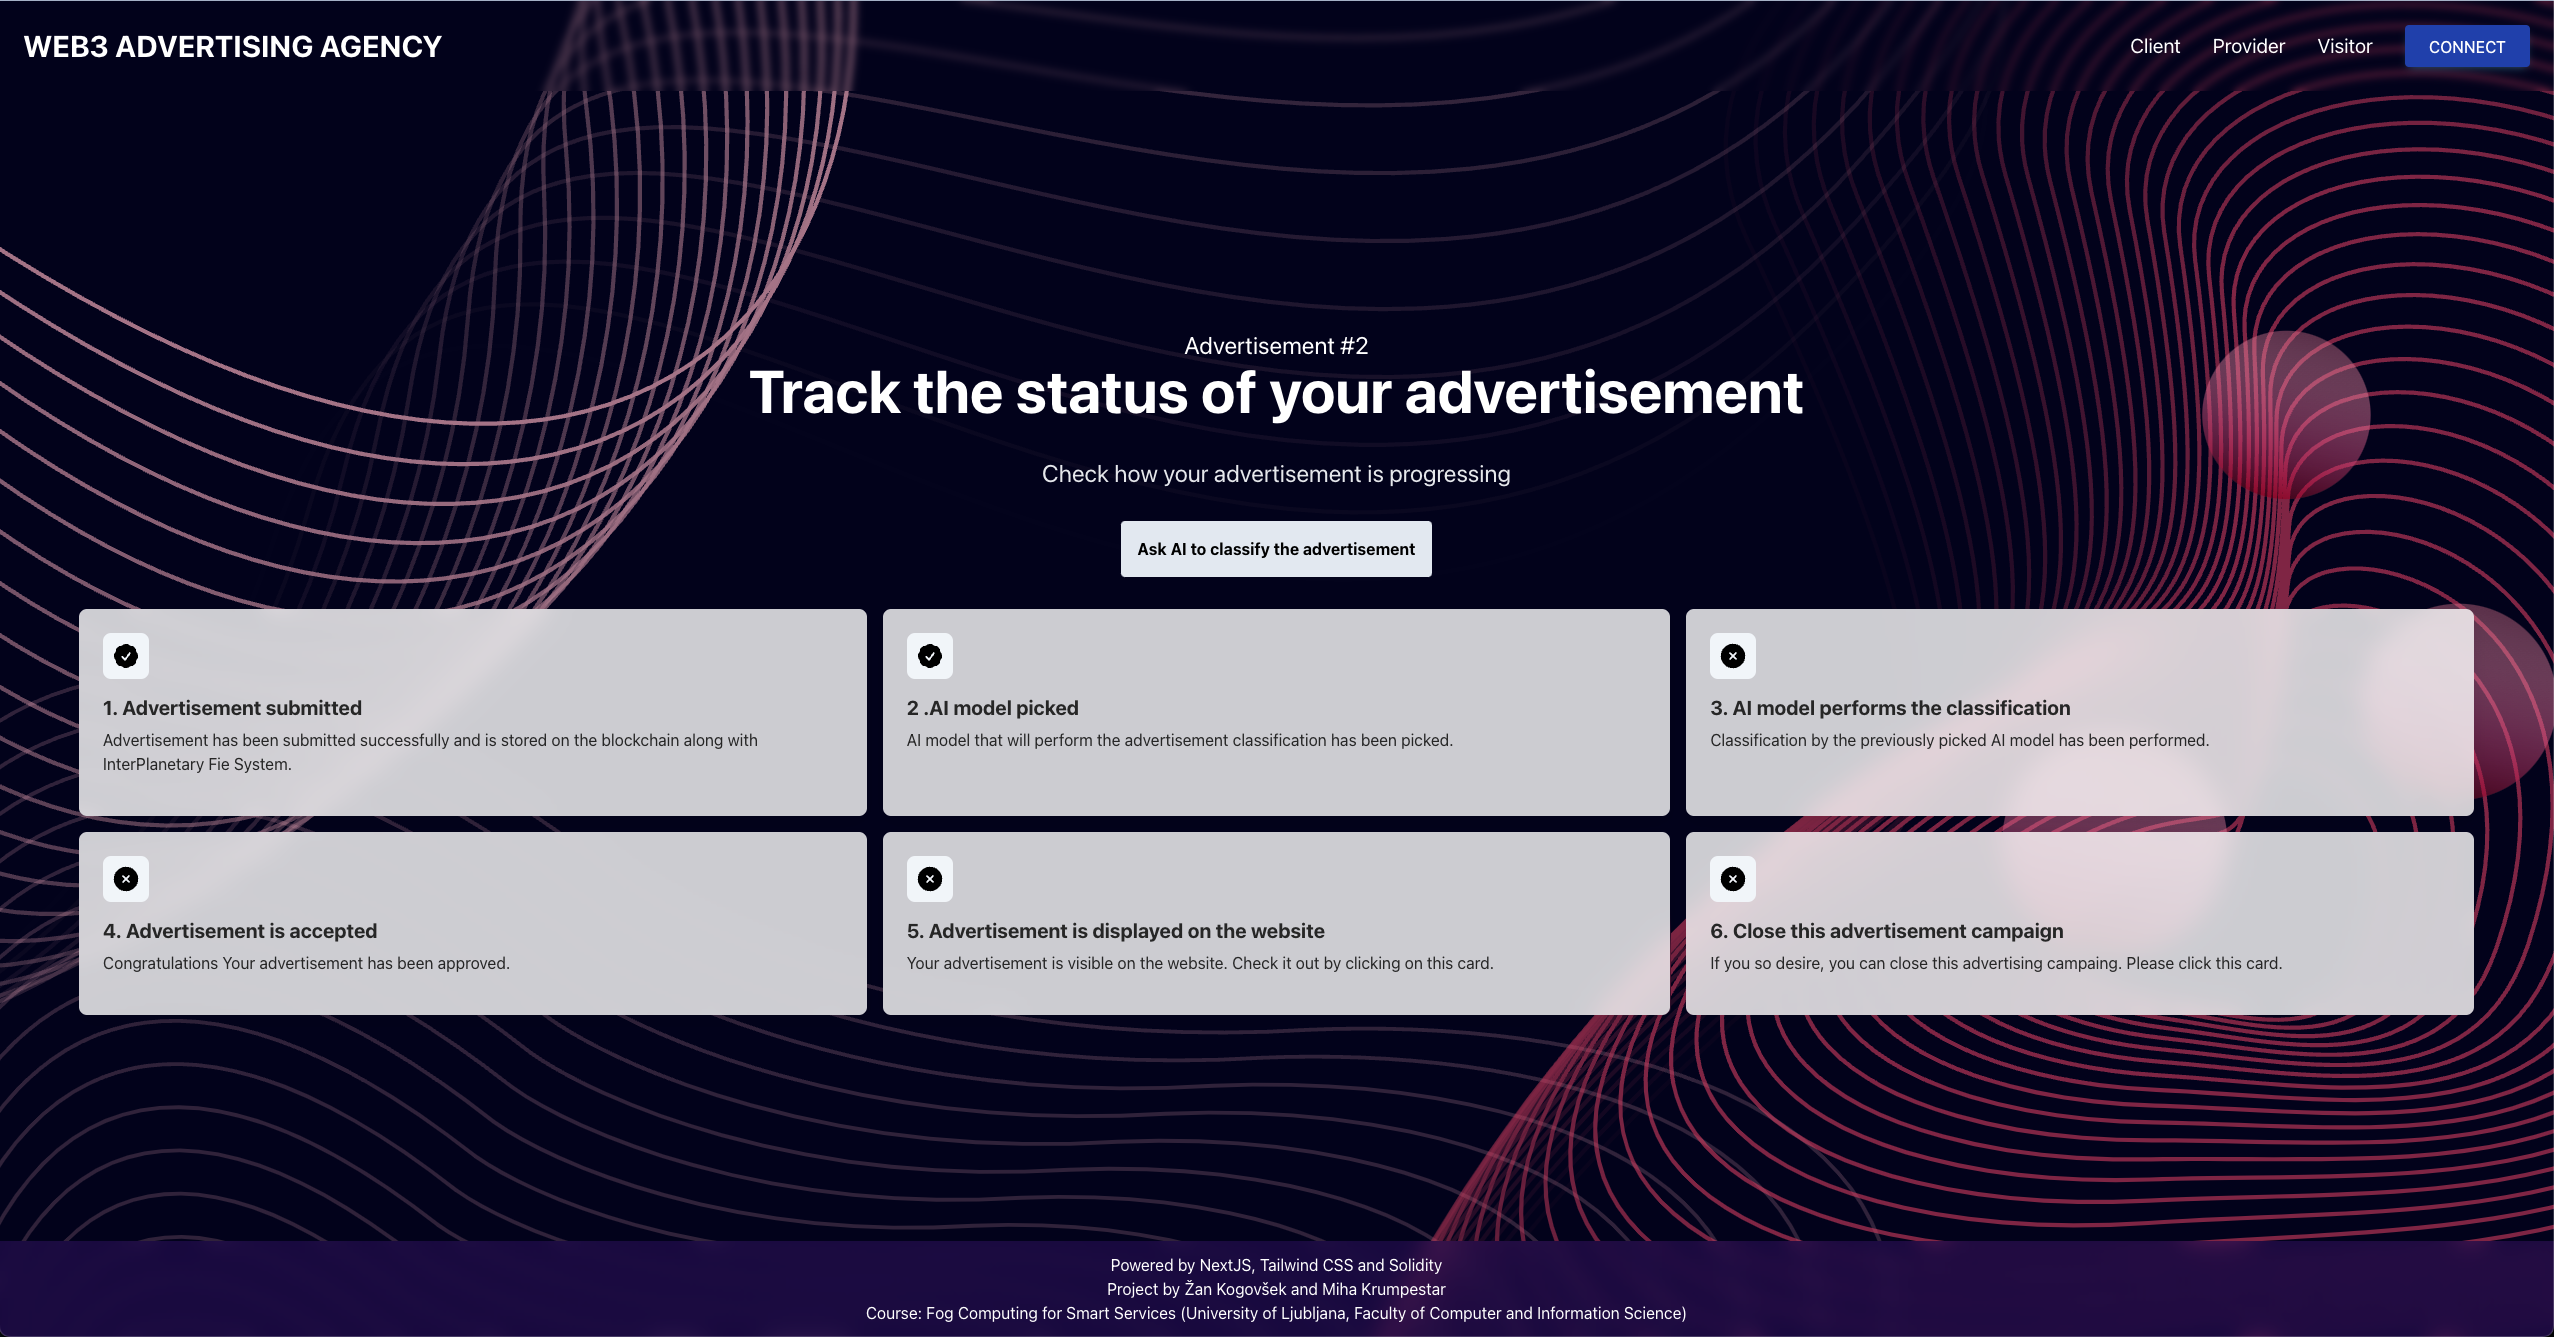 WEB3 ADVERTISING AGENCY
Client
Provider
Visitor
CONNECT
Advertisement #2
Track the status of your advertisement
Check how your advertisement is progressing
Ask AI to classify the advertisement
1. Advertisement submitted
Advertisement has been submitted successfully and is stored on the blockchain along with
InterPlanetary Fie System.
2 .AI model picked
AI model that will perform the advertisement classification has been picked.
3. AI model performs the classification
Classification by the previously picked AI model has been performed.
4. Advertisement is accepted
Congratulations Your advertisement has been approved.
5. Advertisement is displayed on the website
Your advertisement is visible on the website. Check it out by clicking on this card.
6. Close this advertisement campaign
If you so desire, you can close this advertising campaing. Please click this card.
Powered by NextJS, Tailwind CSS and Solidity
Project by Žan Kogovšek and Miha Krumpestar
Course: Fog Computing for Smart Services (University of Ljubljana, Faculty of Computer and Information Science)